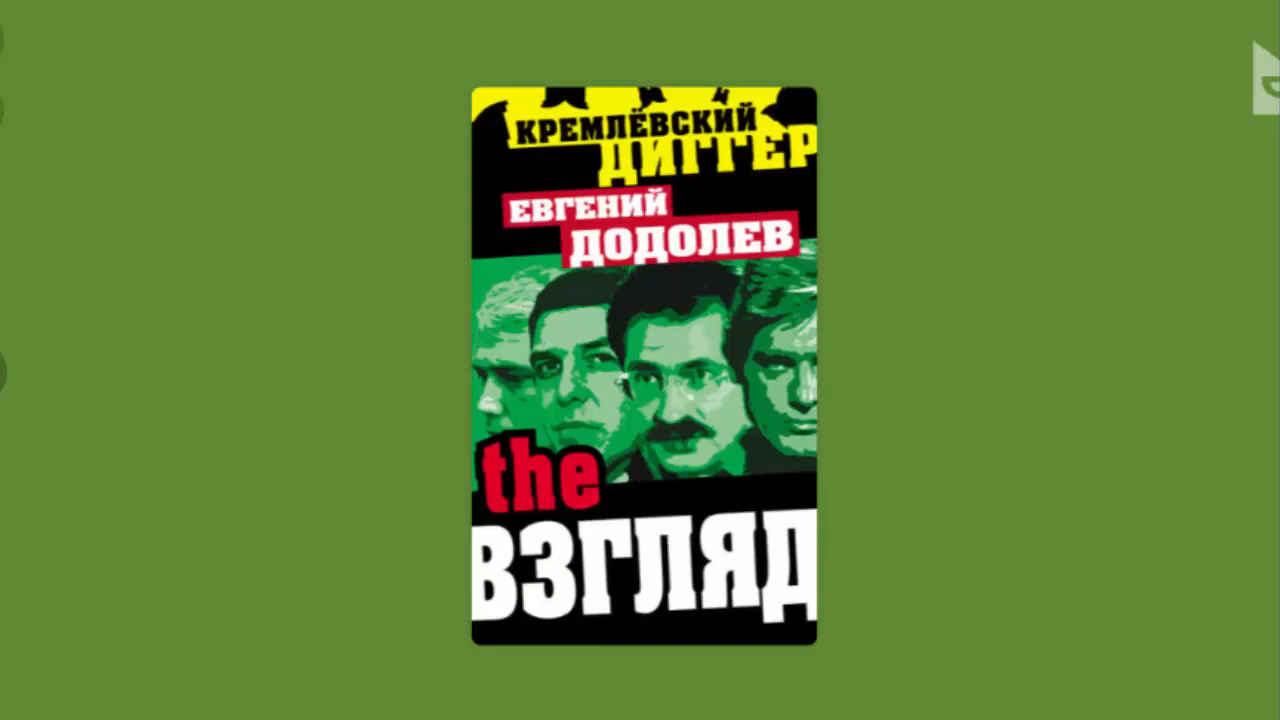 КРЕМЛЁВСКИЙ
ДИГГЕР
ЕВГЕНИЙ
ДОДОЛЕВ
the
ВЗГЛЯД